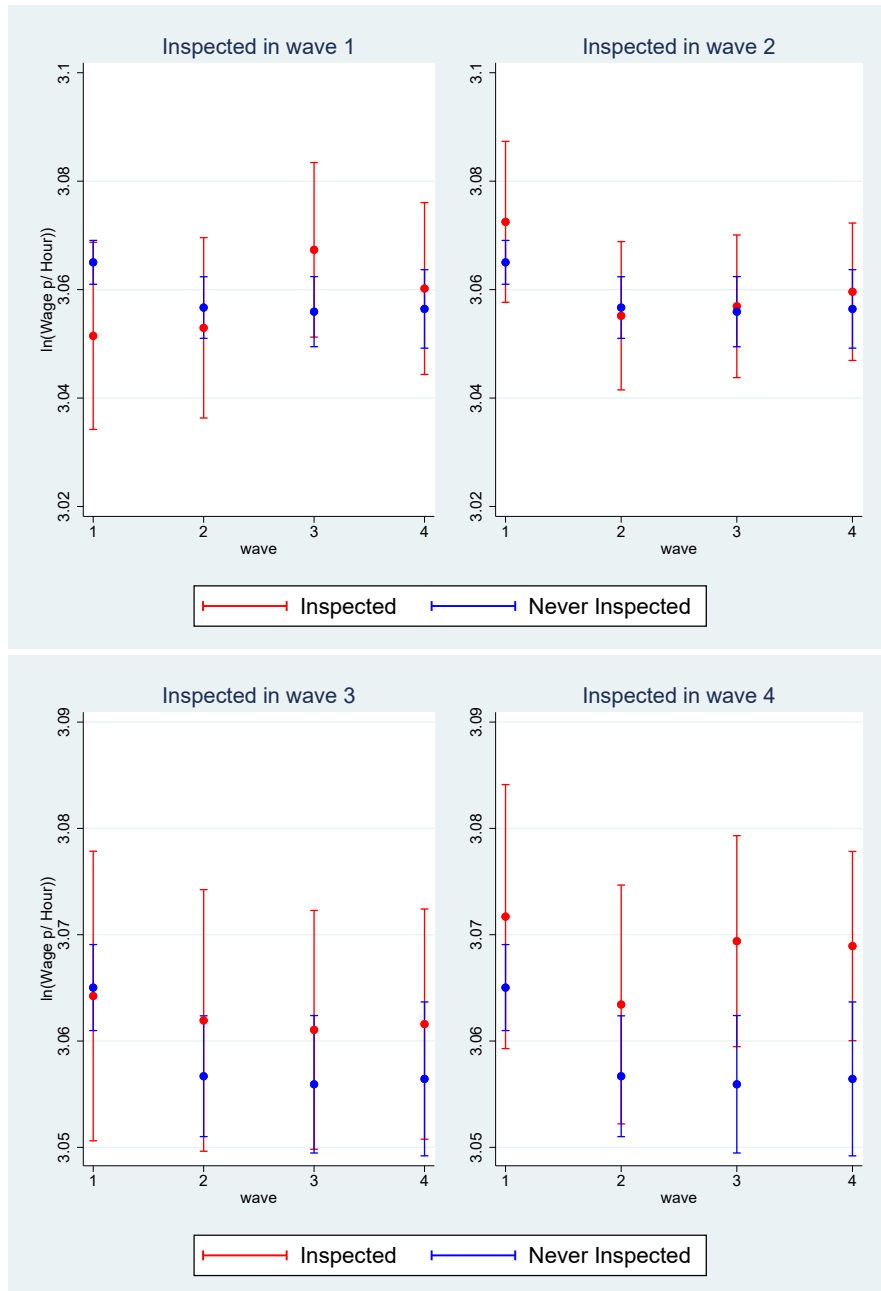 Inspected in wave 1
Inspected in wave 2
ln(Wage p/ Hour))
3.1
3.08
3.06
3.04
3.02
1 2 3 4
wave
3.1
3.08
3.06
3.04
3.02
1 2 3 4
wave
Inspected Never Inspected
Inspected in wave 3
Inspected in wave 4
ln(Wage p/ Hour))
3.09
3.08
3.07
3.06
3.05
1 2 3 4
wave
3.09
3.08
3.07
3.06
3.05
1 2 3 4
wave
Inspected Never Inspected